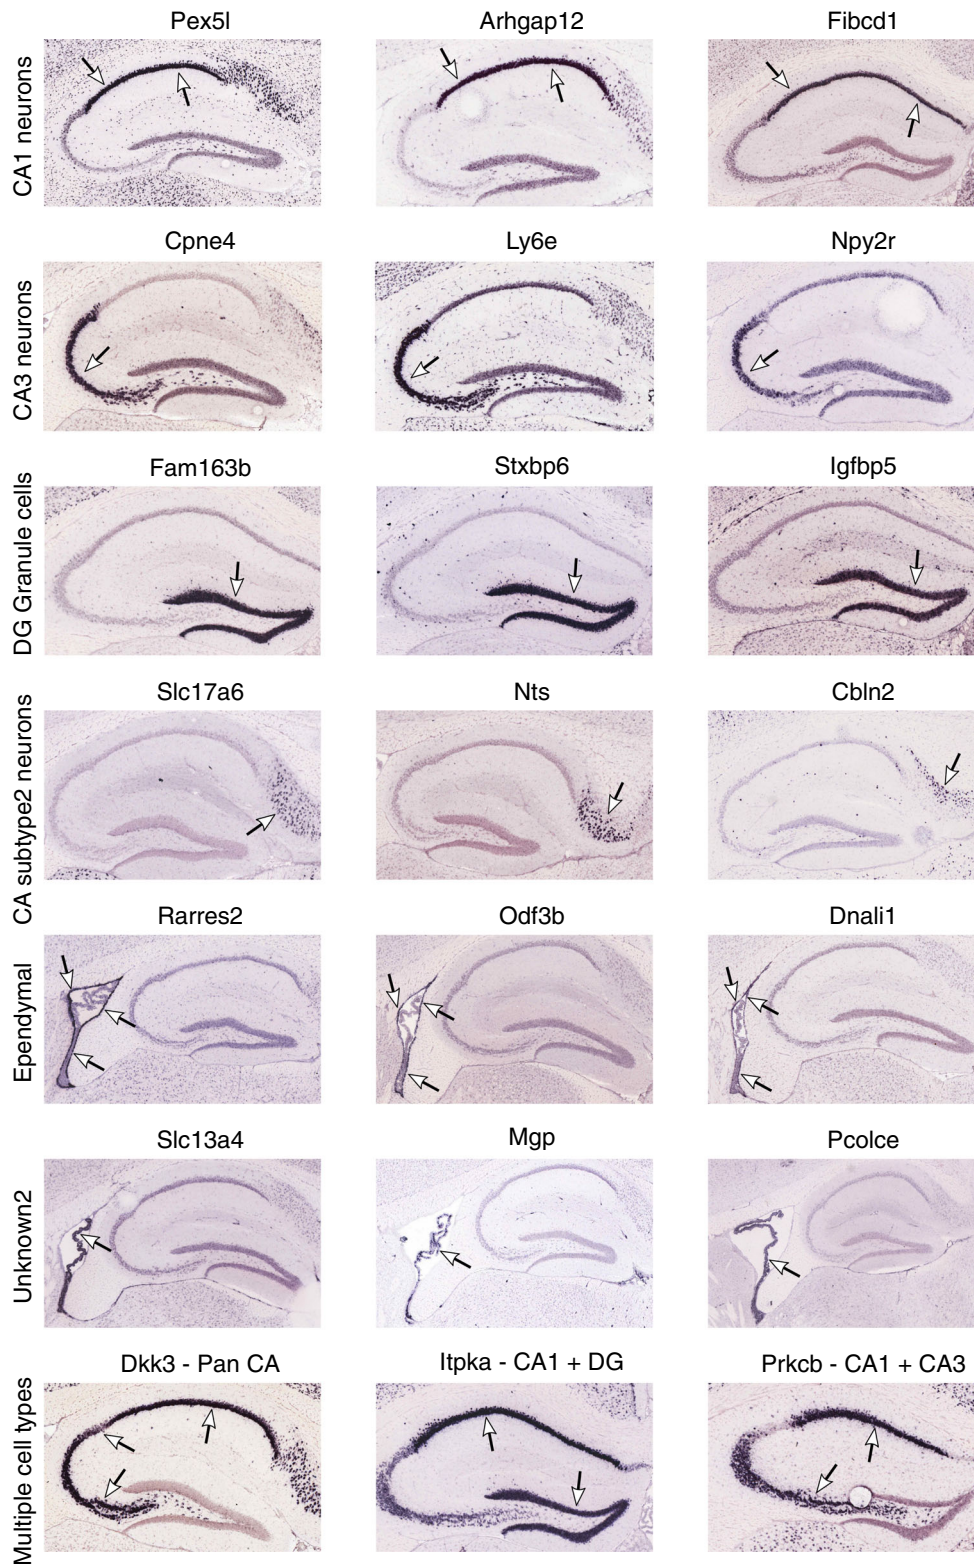 Pex5l
Arhgap12
Fibcd1
CA1 neurons
Cpne4
Ly6e
Npy2r
CA3 neurons
Fam163b
Stxbp6
Igfbp5
DG Granule cells
Slc17a6
Nts
Cbln2
CA subtype2 neurons
Rarres2
Odf3b
Dnali1
Ependymal
Slc13a4
Mgp
Pcolce
Unknown2
Dkk3 - Pan CA
Itpka - CA1 + DG
Prkcb - CA1 + CA3
Multiple cell types